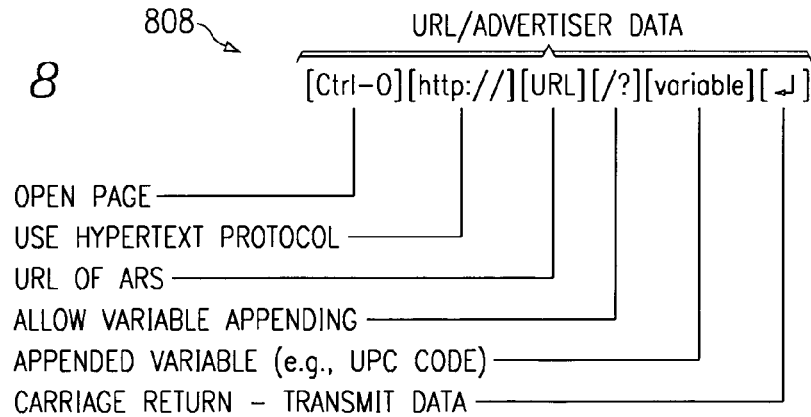 808
URL/ADVERTISER DATA
8
[Ctrl-O][http://][URL][/?][variable][↲]
OPEN PAGE
USE HYPERTEXT PROTOCOL
URL OF ARS
ALLOW VARIABLE APPENDING
APPENDED VARIABLE (e.g., UPC CODE)
CARRIAGE RETURN – TRANSMIT DATA